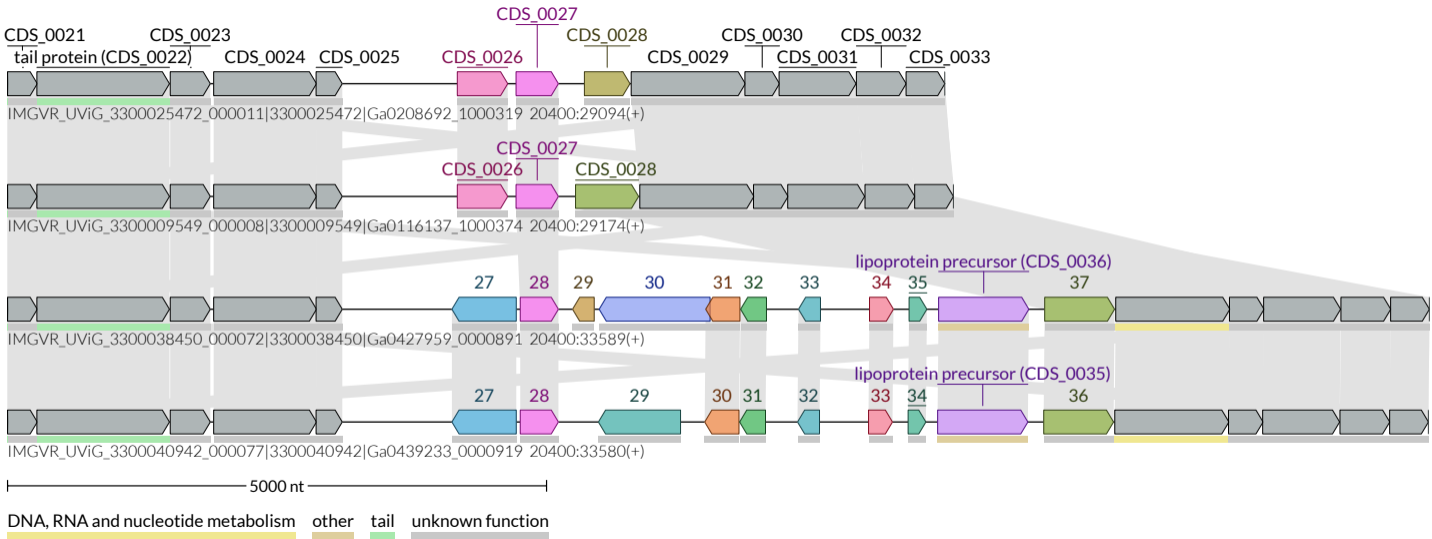 CDS_0027
CDS_0021 CDS_0023 CDS_0028 CDS_0030 CDS_0032
tail protein (CDS_0022) CDS_0024 CDS_0025 CDS_0026 CDS_0029 CDS_0031 CDS_0033
IMGVR_UViG_3300025472_000011|3300025472|Ga0208692_1000319 20400:29094(+)
CDS_0027
CDS_0026 CDS_0028
IMGVR_UViG_3300009549_000008|3300009549|Ga0116137_1000374 20400:29174(+)
lipoprotein precursor (CDS_0036)
27 28 29 30 31 32 33 34 35 37
IMGVR_UViG_3300038450_000072|3300038450|Ga0427959_0000891 20400:33589(+)
lipoprotein precursor (CDS_0035)
27 28 29 30 31 32 33 34 36
IMGVR_UViG_3300040942_000077|3300040942|Ga0439233_0000919 20400:33580(+)
5000 nt
DNA, RNA and nucleotide metabolism other tail unknown function